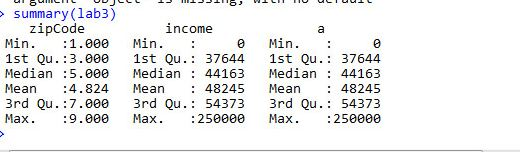 argument "object" is missing, with no default
> summary(lab3)
zipCode income a
Min. :1.000 Min. : 0 Min. : 0
1st Qu.:3.000 1st Qu.: 37644 1st Qu.: 37644
Median :5.000 Median : 44163 Median : 44163
Mean :4.824 Mean : 48245 Mean : 48245
3rd Qu.:7.000 3rd Qu.: 54373 3rd Qu.: 54373
Max. :9.000 Max. :250000 Max. :250000
>